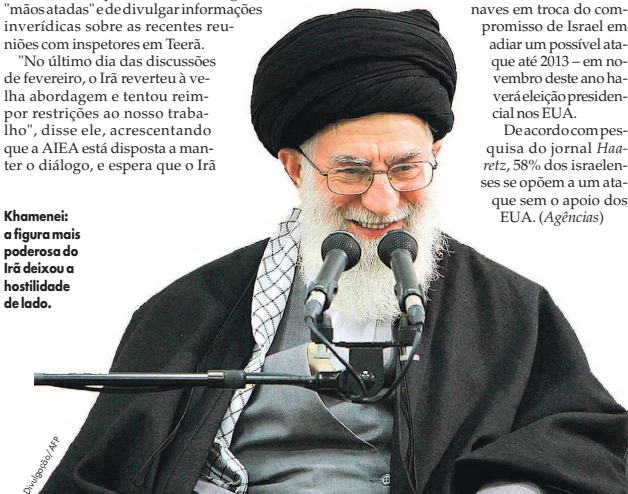 "mãos atadas" e de divulgar informações
inverídicas sobre as recentes reu-
niões com inspetores em Teerã.
"No último dia das discussões
de fevereiro, o Irã reverteu à ve-
lha abordagem e tentou reim-
por restrições ao nosso traba-
lho", disse ele, acrescentando
que a AIEA está disposta a man-
ter o diálogo, e espera que o Irã
Khamenei:
a figura mais
poderosa do
Irã deixou a
hostilidade
de lado.
Divulgação/AFP
naves em troca do com-
promisso de Israel em
adiar um possível ata-
que até 2013 – em no-
vembro deste ano ha-
verá eleição presiden-
cial nos EUA.
De acordo com pes-
quisa do jornal Haa-
retz, 58% dos israelen-
ses se opõem a um ata-
que sem o apoio dos
EUA. (Agências)